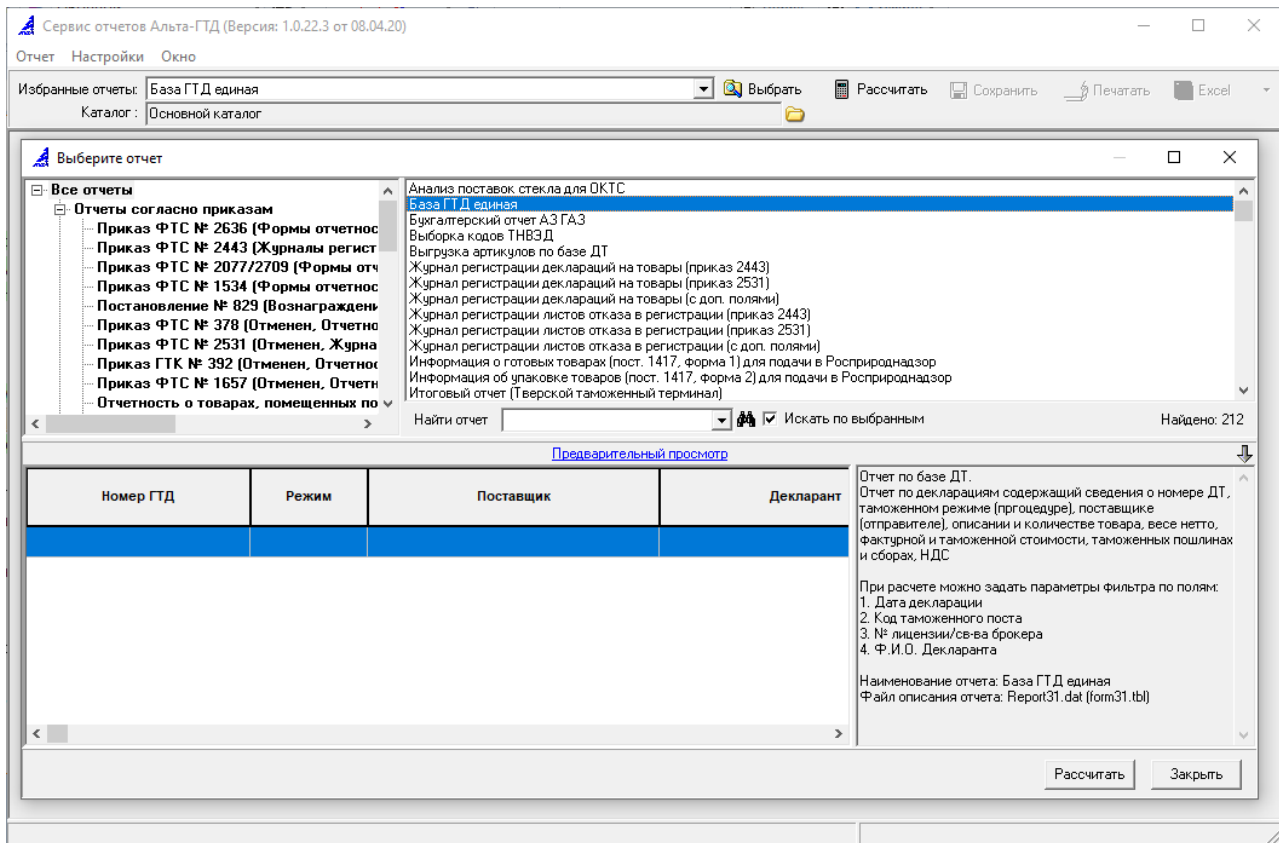 Сервис отчетов Альта-ГТД (Версия: 1.0.22.3 от 08.04.20)
Отчет Настройки Окно
Избранные отчеты: База ГТД единая Выбрать Рассчитать Сохранить Печатать Excel
Каталог : Основной каталог
Выберите отчет
Все отчеты
Отчеты согласно приказам
Приказ ФТС № 2636 (Формы отчетнос
Приказ ФТС № 2443 (Журналы регист
Приказ ФТС № 2077/2709 (Формы отч
Приказ ФТС № 1534 (Формы отчетнос
Постановление № 829 (Вознаграждени
Приказ ФТС № 378 (Отменен, Отчетно
Приказ ФТС № 2531 (Отменен, Журна
Приказ ГТК № 392 (Отменен, Отчетнос
Приказ ФТС № 1657 (Отменен, Отчетн
Отчетность о товарах, помещенных по
Анализ поставок стекла для ОКТС
База ГТД единая
Бухгалтерский отчет АЗ ГАЗ
Выборка кодов ТНВЭД
Выгрузка артикулов по базе ДТ
Журнал регистрации деклараций на товары (приказ 2443)
Журнал регистрации деклараций на товары (приказ 2531)
Журнал регистрации деклараций на товары (с доп. полями)
Журнал регистрации листов отказа в регистрации (приказ 2443)
Журнал регистрации листов отказа в регистрации (приказ 2531)
Журнал регистрации листов отказа в регистрации (с доп. полями)
Информация о готовых товарах (пост. 1417, форма 1) для подачи в Росприроднадзор
Информация об упаковке товаров (пост. 1417, форма 2) для подачи в Росприроднадзор
Итоговый отчет (Тверской таможенный терминал)
Найти отчет Искать по выбранным Найдено: 212
Предварительный просмотр
Номер ГТД Режим Поставщик Декларант
Отчет по базе ДТ.
Отчет по декларациям содержащий сведения о номере ДТ,
таможенном режиме (пргоцедуре), поставщике
(отправителе), описании и количестве товара, весе нетто,
фактурной и таможенной стоимости, таможенных пошлинах
и сборах, НДС
При расчете можно задать параметры фильтра по полям:
1. Дата декларации
2. Код таможенного поста
3. № лицензии/св-ва брокера
4. Ф.И.О. Декларанта
Наименование отчета: База ГТД единая
Файл описания отчета: Report31.dat (form31.tbl)
Рассчитать Закрыть